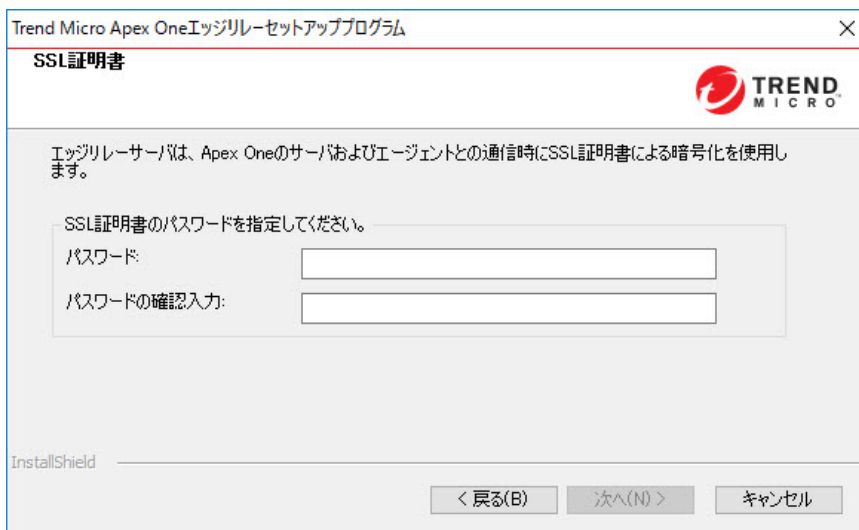 Trend Micro Apex Oneエッジリレーセットアッププログラム
SSL証明書
TREND
MICRO
エッジリレーサーバは、Apex Oneのサーバおよびエージェントとの通信時にSSL証明書による暗号化を使用し
ます。
SSL証明書のパスワードを指定してください。
パスワード:
パスワードの確認入力:
InstallShield
< 戻る(B)
次へ(N) >
キャンセル